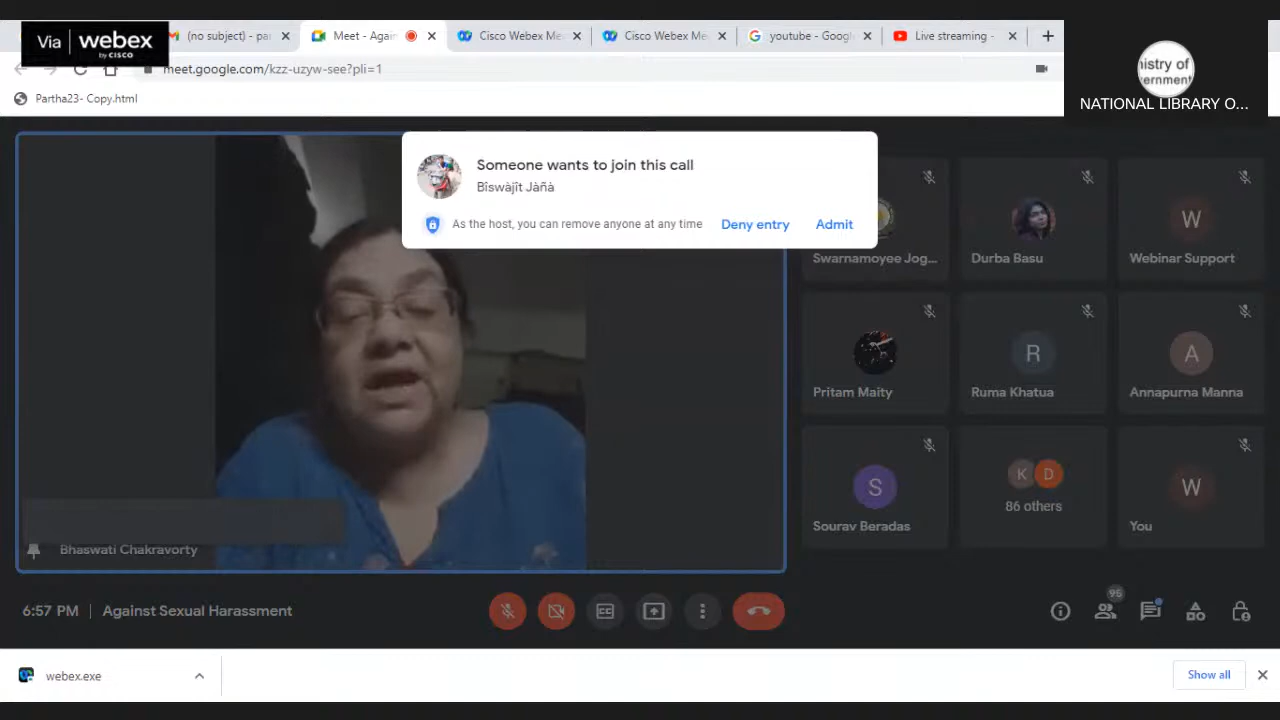 Via webex
by CISCO
(no subject) - par
Meet - Again
Cisco Webex Me
Cisco Webex Me
youtube - Googl
Live streaming -
meet.google.com/kzz-uzyw-see?pli=1
Partha23- Copy.html
NATIONAL LIBRARY O...
Someone wants to join this call
Bîswàjît Jàñà
As the host, you can remove anyone at any time
Deny entry
Admit
Swarnamoyee Jog...
Durba Basu
W
Webinar Support
Pritam Maity
R
Ruma Khatua
A
Annapurna Manna
S
Sourav Beradas
K D
86 others
W
You
Bhaswati Chakravorty
6:57 PM | Against Sexual Harassment
95
webex.exe
Show all